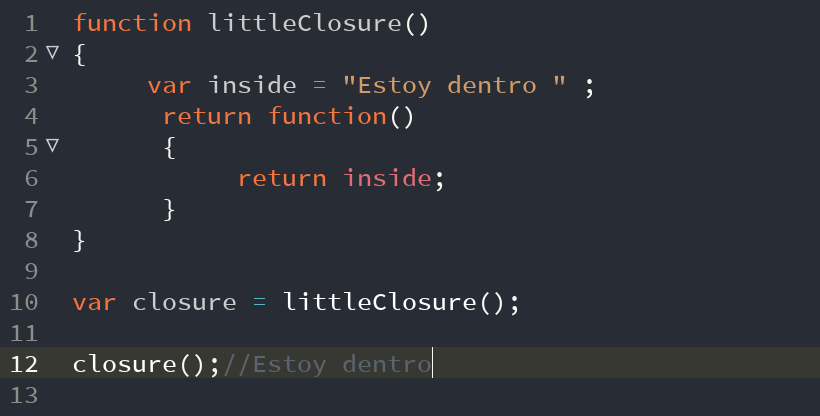 1 function littleClosure()
2 ▽ {
3 var inside = "Estoy dentro " ;
4 return function()
5 ▽ {
6 return inside;
7 }
8 }
9
10 var closure = littleClosure();
11
12 closure();//Estoy dentro
13